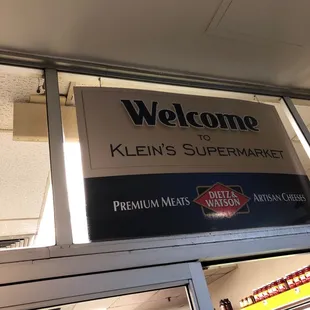 Welcome
TO
KLEIN'S SUPERMARKET
PREMIUM MEATS DIETZ & WATSON ARTISAN CHEESES